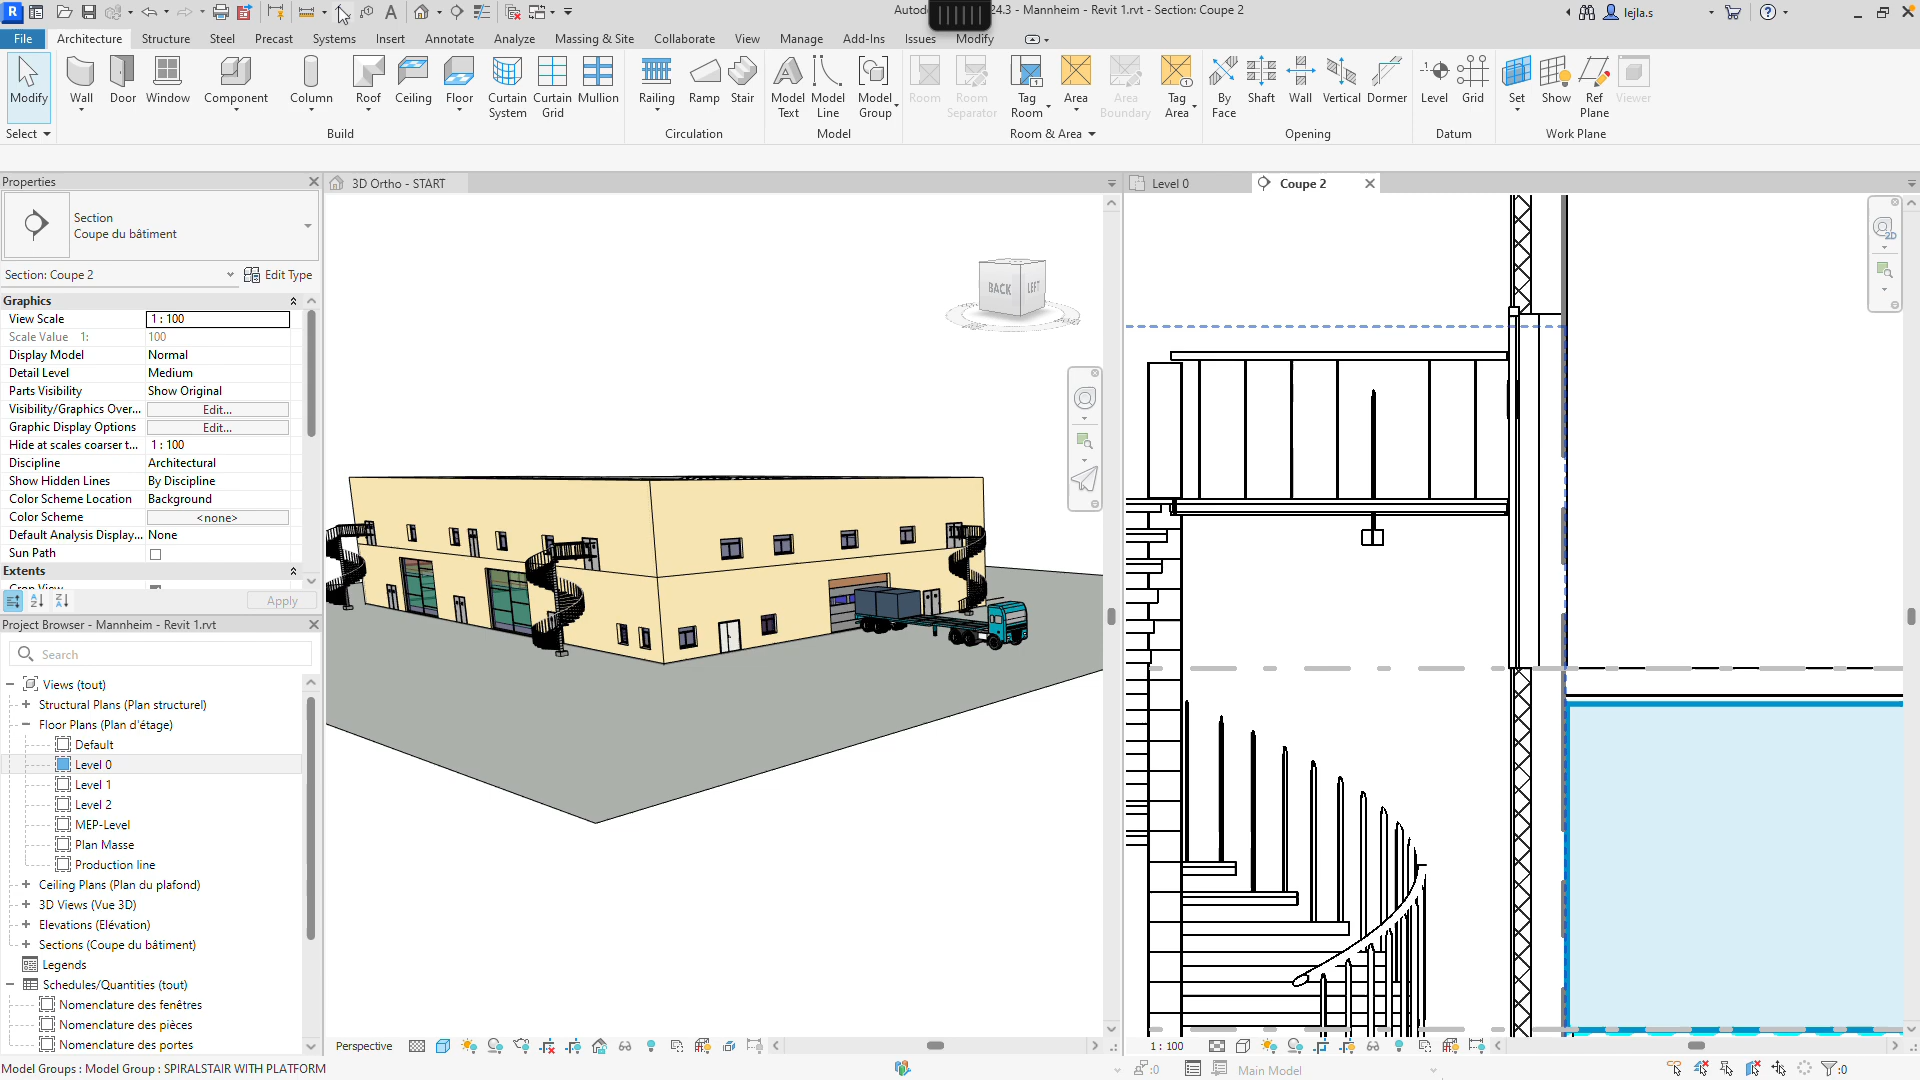 Autod 24.3 - Mannheim - Revit 1.rvt - Section: Coupe 2
lejla.s
File Architecture Structure Steel Precast Systems Insert Annotate Analyze Massing & Site Collaborate View Manage Add-Ins Issues Modify
Modify Wall Door Window Component Column Roof Ceiling Floor Curtain System Curtain Grid Mullion Railing Ramp Stair Model Text Model Line Model Group Room Room Separator Tag Room Area Area Boundary Tag Area By Face Shaft Wall Vertical Dormer Level Grid Set Show Ref Plane Viewer
Select Build Circulation Model Room & Area Opening Datum Work Plane
Properties
3D Ortho - START
Level 0
Coupe 2
Section
Coupe du bâtiment
Section: Coupe 2 Edit Type
Graphics
View Scale 1 : 100
Scale Value 1: 100
Display Model Normal
Detail Level Medium
Parts Visibility Show Original
Visibility/Graphics Over... Edit...
Graphic Display Options Edit...
Hide at scales coarser t... 1 : 100
Discipline Architectural
Show Hidden Lines By Discipline
Color Scheme Location Background
Color Scheme <none>
Default Analysis Display... None
Sun Path
Extents
Crop View
Apply
Project Browser - Mannheim - Revit 1.rvt
Search
Views (tout)
Structural Plans (Plan structurel)
Floor Plans (Plan d'étage)
Default
Level 0
Level 1
Level 2
MEP-Level
Plan Masse
Production line
Ceiling Plans (Plan du plafond)
3D Views (Vue 3D)
Elevations (Elévation)
Sections (Coupe du bâtiment)
Legends
Schedules/Quantities (tout)
Nomenclature des fenêtres
Nomenclature des pièces
Nomenclature des portes
BACK LEFT
2D
Perspective
1 : 100
Model Groups : Model Group : SPIRALSTAIR WITH PLATFORM
:0
Main Model
:0